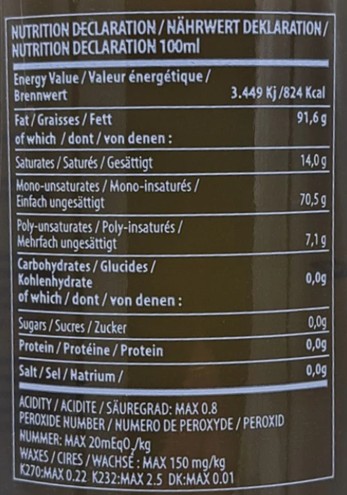 NUTRITION DECLARATION / NÄHRWERT DEKLARATION /
NUTRITION DECLARATION 100ml
Energy Value / Valeur énergétique /
Brennwert 3.449 Kj /824 Kcal
Fat / Graisses / Fett 91,6 g
of which / dont / von denen :
Saturates / Saturés / Gesättigt 14,0 g
Mono-unsaturates / Mono-insaturés /
Einfach ungesättigt 70,5 g
Poly-unsaturates / Poly-insaturés /
Mehrfach ungesättigt 7,1 g
Carbohydrates / Glucides /
Kohlenhydrate 0,0g
of which / dont / von denen :
Sugars / Sucres / Zucker 0,0g
Protein / Protéine / Protein 0,0g
Salt / Sel / Natrium / 0,0g
ACIDITY / ACIDITE / SÄUREGRAD: MAX 0.8
PEROXIDE NUMBER / NUMERO DE PEROXYDE / PEROXID
NUMMER: MAX 20mEqO₂/kg
WAXES / CIRES / WACHSE : MAX 150 mg/kg
K270:MAX 0.22 K232:MAX 2.5 DK:MAX 0.01